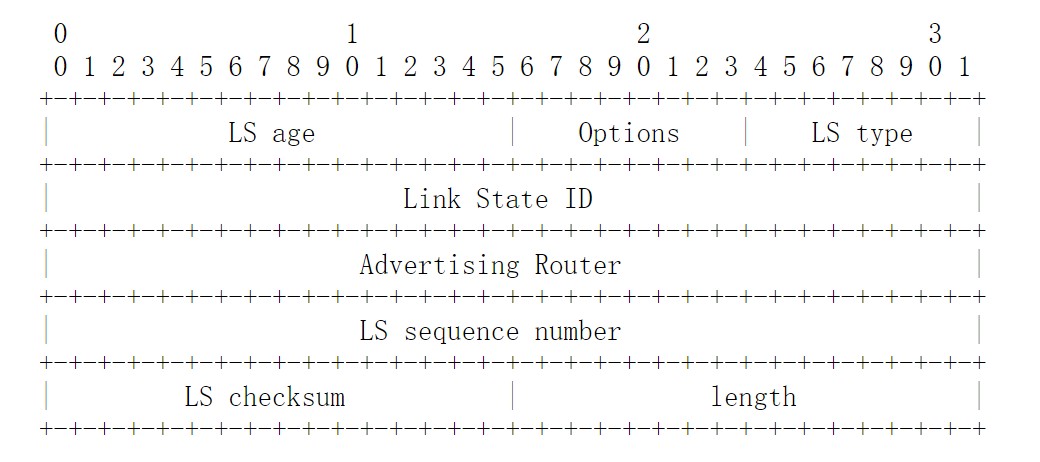 0                   1                   2                   3
 0 1 2 3 4 5 6 7 8 9 0 1 2 3 4 5 6 7 8 9 0 1 2 3 4 5 6 7 8 9 0 1
+-+-+-+-+-+-+-+-+-+-+-+-+-+-+-+-+-+-+-+-+-+-+-+-+-+-+-+-+-+-+-+-+
|            LS age             |    Options    |    LS type    |
+-+-+-+-+-+-+-+-+-+-+-+-+-+-+-+-+-+-+-+-+-+-+-+-+-+-+-+-+-+-+-+-+
|                        Link State ID                          |
+-+-+-+-+-+-+-+-+-+-+-+-+-+-+-+-+-+-+-+-+-+-+-+-+-+-+-+-+-+-+-+-+
|                     Advertising Router                        |
+-+-+-+-+-+-+-+-+-+-+-+-+-+-+-+-+-+-+-+-+-+-+-+-+-+-+-+-+-+-+-+-+
|                     LS sequence number                        |
+-+-+-+-+-+-+-+-+-+-+-+-+-+-+-+-+-+-+-+-+-+-+-+-+-+-+-+-+-+-+-+-+
|         LS checksum           |             length            |
+-+-+-+-+-+-+-+-+-+-+-+-+-+-+-+-+-+-+-+-+-+-+-+-+-+-+-+-+-+-+-+-+